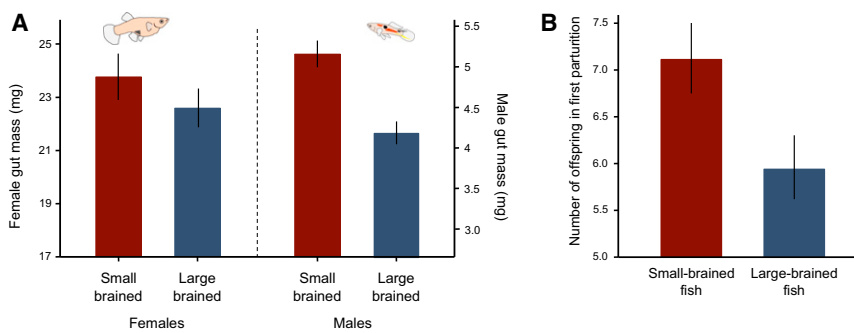 A
Female gut mass (mg)
25
23
21
19
17
5.5
5
4.5
4
3.5
3.0
Male gut mass (mg)
Small
brained
Large
brained
Small
brained
Large
brained
Females
Males
B
Number of offspring in first parturition
7.5
7.0
6.5
6.0
5.5
5.0
Small-brained
fish
Large-brained
fish